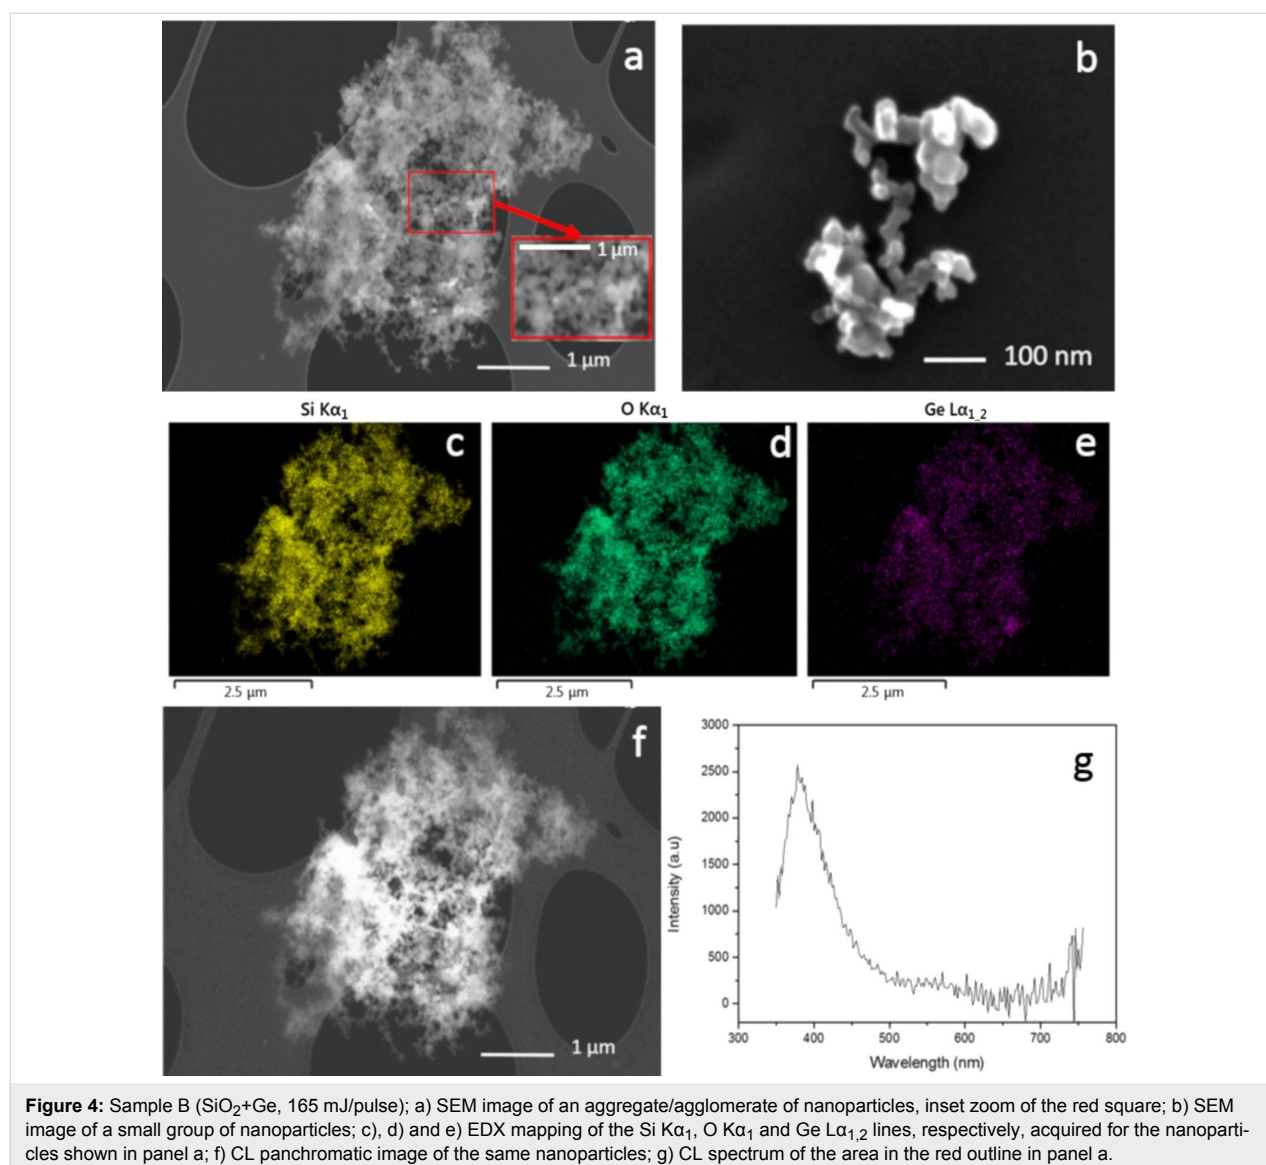 a
b
1 μm
1 μm
100 nm
Si Kα1
O Kα1
Ge Lα1_2
c
d
e
2.5 μm
2.5 μm
2.5 μm
f
1 μm
g
3000
2500
2000
1500
1000
500
0
Intensity (a.u)
300 400 500 600 700 800
Wavelength (nm)
Figure 4: Sample B (SiO2+Ge, 165 mJ/pulse); a) SEM image of an aggregate/agglomerate of nanoparticles, inset zoom of the red square; b) SEM
image of a small group of nanoparticles; c), d) and e) EDX mapping of the Si Kα1, O Kα1 and Ge Lα1,2 lines, respectively, acquired for the nanoparti-
cles shown in panel a; f) CL panchromatic image of the same nanoparticles; g) CL spectrum of the area in the red outline in panel a.